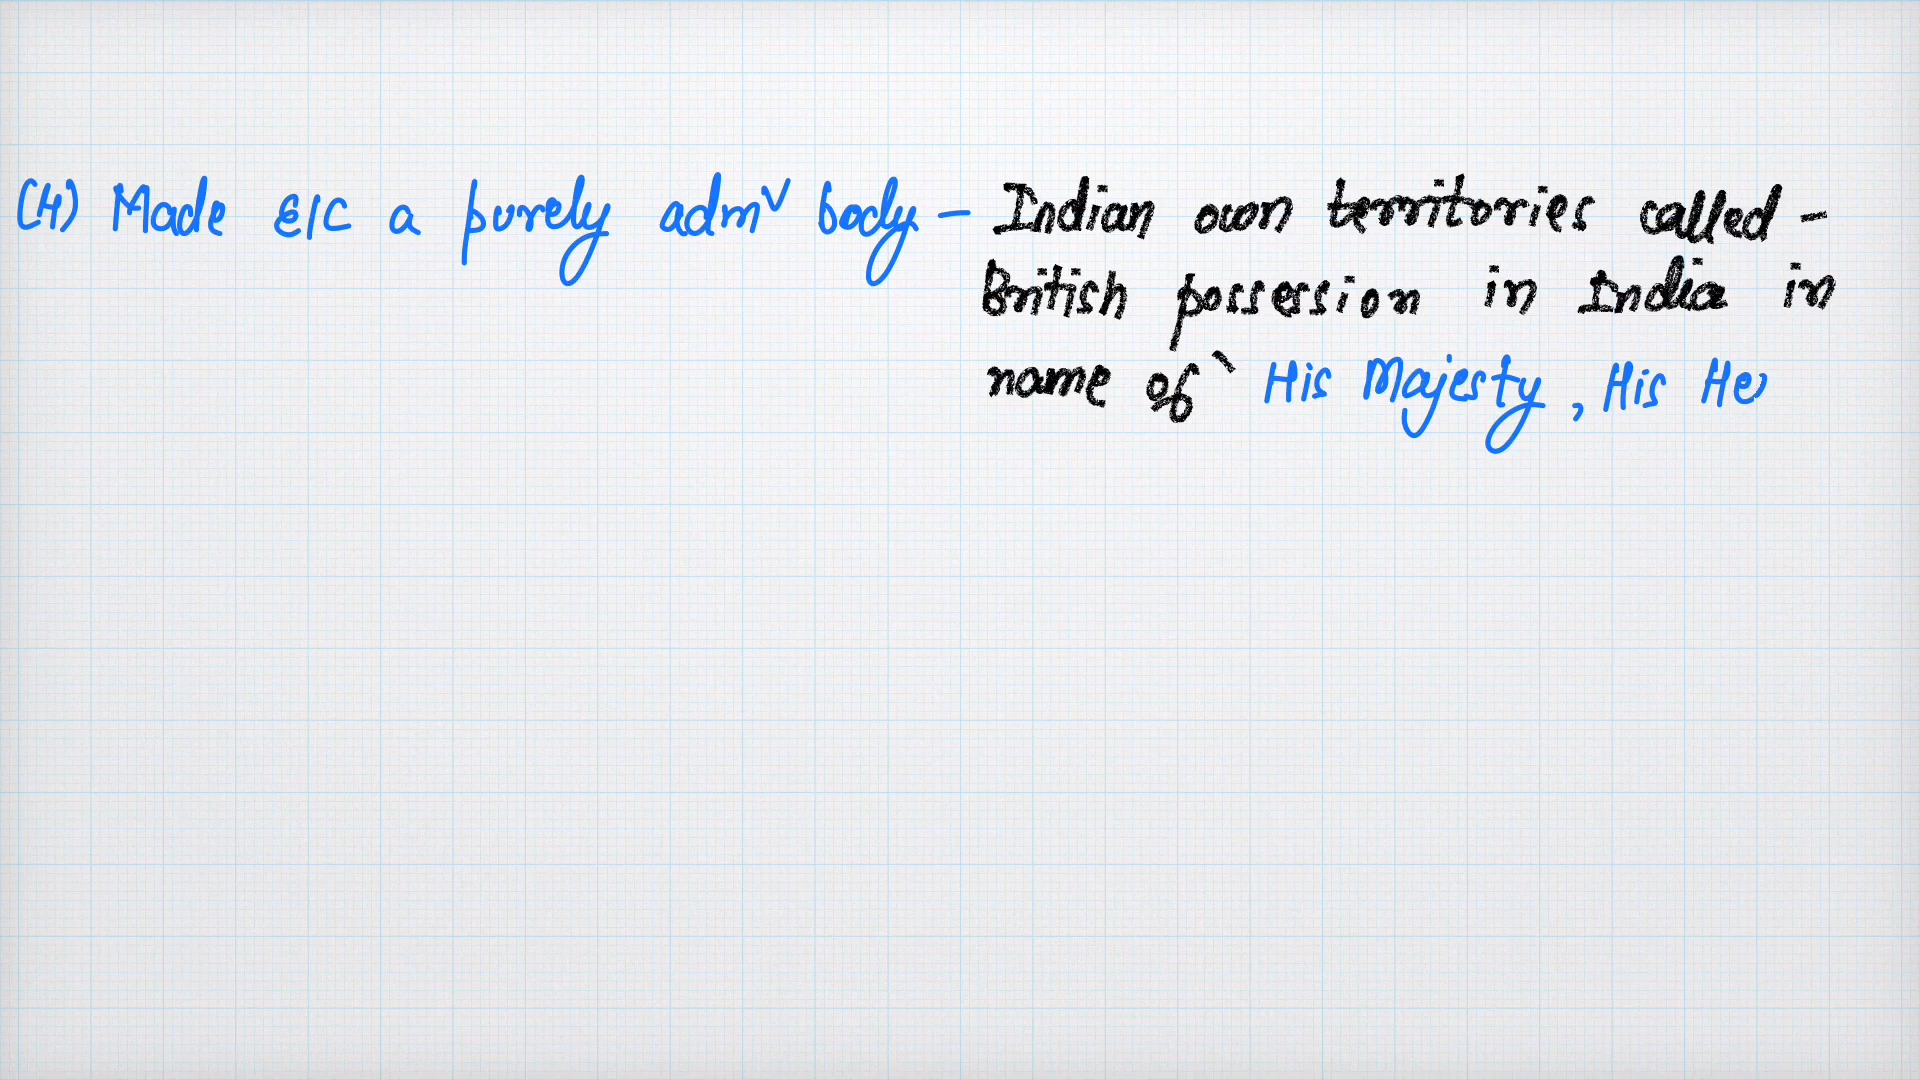 (4) Made EIC a purely admv body - Indian own territories called -
British possession in India in
name of ` His Majesty, His He